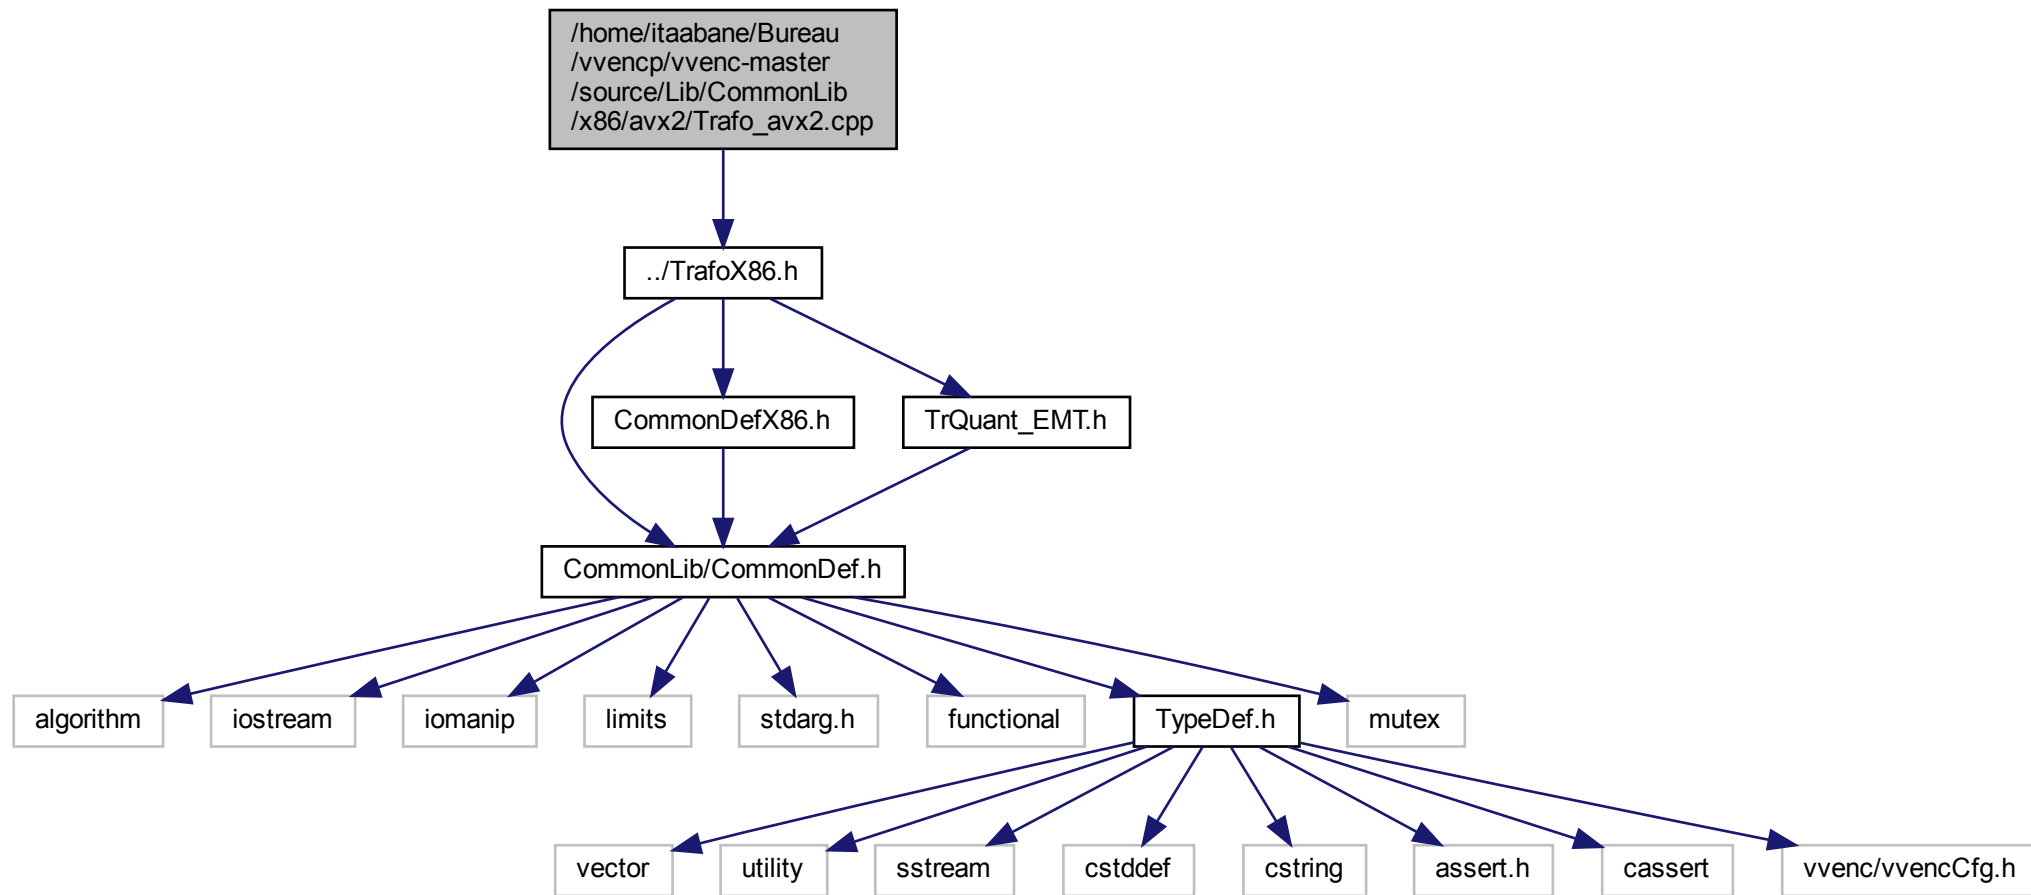 /home/itaabane/Bureau
/vvencp/vvenc-master
/source/Lib/CommonLib
/x86/avx2/Trafo_avx2.cpp
../TrafoX86.h
CommonDefX86.h
TrQuant_EMT.h
CommonLib/CommonDef.h
algorithm
iostream
iomanip
limits
stdarg.h
functional
TypeDef.h
mutex
vector
utility
sstream
cstddef
cstring
assert.h
cassert
vvenc/vvencCfg.h